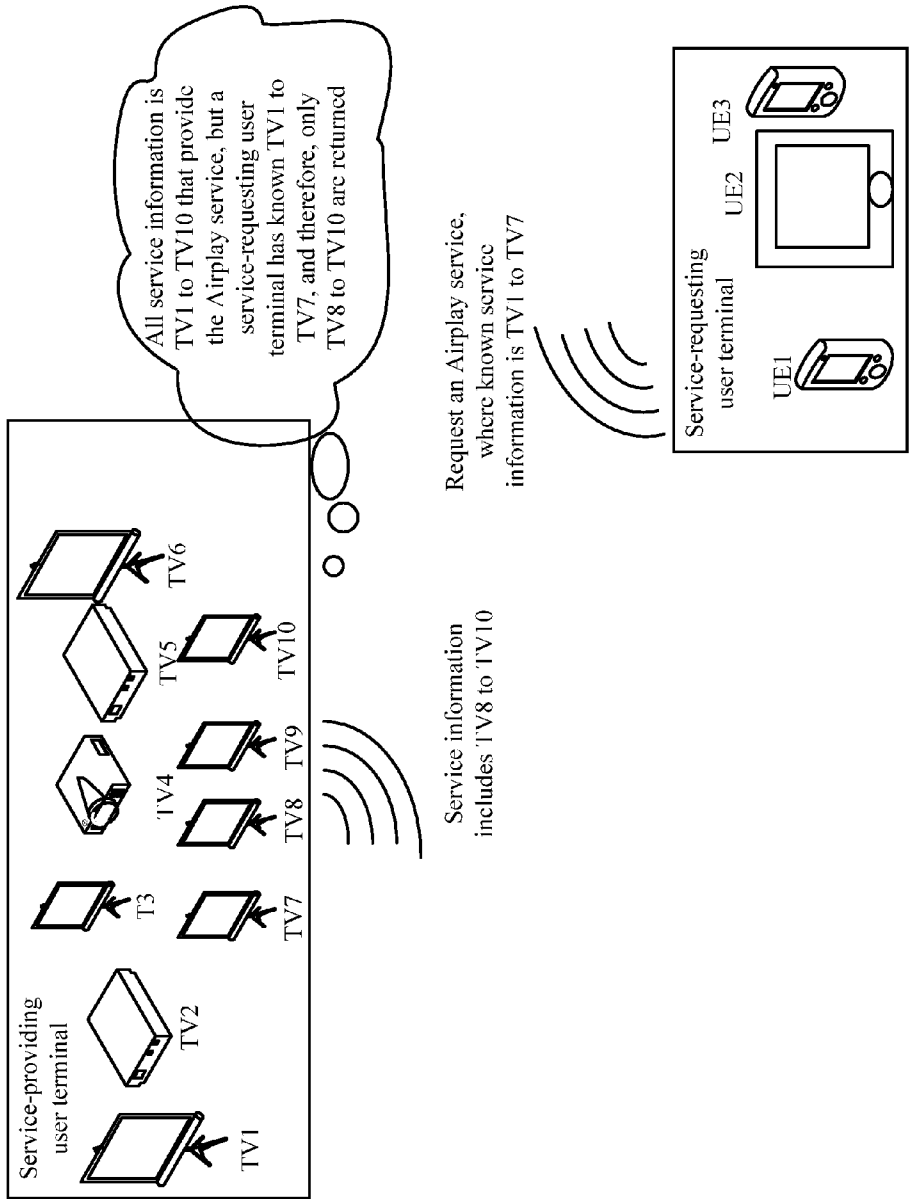 Service-providing
user terminal
TV1
TV2
T3
TV4
TV5
TV6
TV7
TV8
TV9
TV10
All service information is
TV1 to TV10 that provide
the Airplay service, but a
service-requesting user
terminal has known TV1 to
TV7, and therefore, only
TV8 to TV10 are returned
Service information
includes TV8 to TV10
Request an Airplay service,
where known service
information is TV1 to TV7
Service-requesting
user terminal
UE1
UE2
UE3